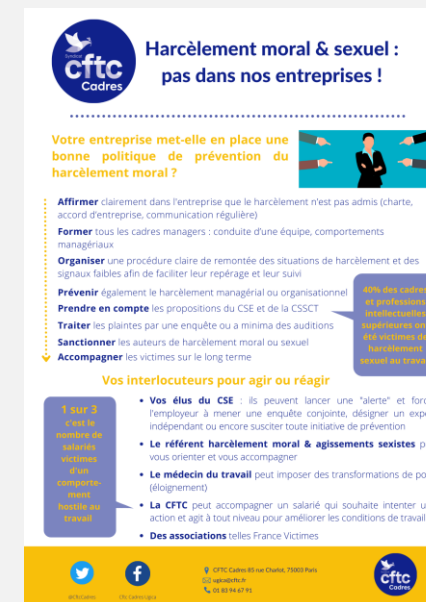 Syndicat
cftc
Cadres
Harcèlement moral & sexuel :
pas dans nos entreprises !
Votre entreprise met-elle en place une
bonne politique de prévention du
harcèlement moral ?
Affirmer clairement dans l'entreprise que le harcèlement n'est pas admis (charte,
accord d'entreprise, communication régulière)
Former tous les cadres managers : conduite d'une équipe, comportements
managériaux
Organiser une procédure claire de remontée des situations de harcèlement et des
signaux faibles afin de faciliter leur repérage et leur suivi
Prévenir également le harcèlement managérial ou organisationnel
Prendre en compte les propositions du CSE et de la CSSCT
Traiter les plaintes par une enquête ou a minima des auditions
Sanctionner les auteurs de harcèlement moral ou sexuel
Accompagner les victimes sur le long terme
40% des cadres
et professions
intellectuelles
supérieures ont
été victimes de
harcèlement
sexuel au travail
Vos interlocuteurs pour agir ou réagir
1 sur 3
c'est le
nombre de
salariés
victimes
d'un
comporte-
ment
hostile au
travail
• Vos élus du CSE : ils peuvent lancer une "alerte" et forc
l'employeur à mener une enquête conjointe, désigner un exp
indépendant ou encore susciter toute initiative de prévention
• Le référent harcèlement moral & agissements sexistes p
vous orienter et vous accompagner
• Le médecin du travail peut imposer des transformations de po
(éloignement)
• La CFTC peut accompagner un salarié qui souhaite intenter u
action et agit à tout niveau pour améliorer les conditions de travail
• Des associations telles France Victimes
@CftcCadres
Cftc Cadres Ugica
CFTC Cadres 85 rue Charlot, 75003 Paris
ugica@cftc.fr
01 83 94 67 91
cftc
Cadres